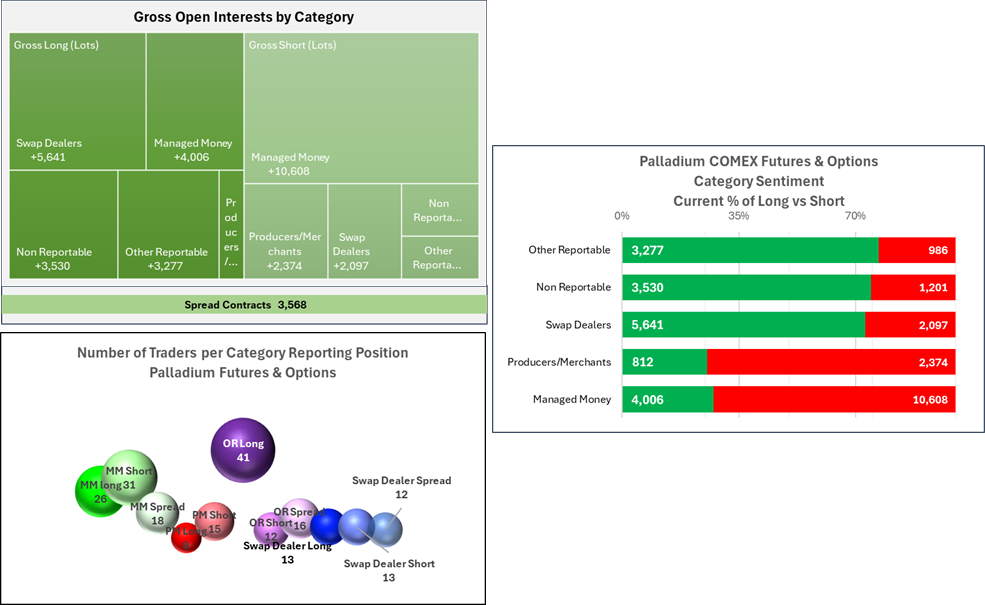 Gross Open Interests by Category
Gross Long (Lots)
Gross Short (Lots)
Swap Dealers
+5,641
Managed Money
+4,006
Managed Money
+10,608
Non Reportable
+3,530
Other Reportable
+3,277
Pr
od
uc
ers
/...
Producers/Mer
chants
+2,374
Swap
Dealers
+2,097
Non
Reporta...
Other
Reporta...
Spread Contracts 3,568
Number of Traders per Category Reporting Position
Palladium Futures & Options
OR Long
41
MM Short
31
MM long
26
MM Spread
18
PM Long
PM Short
15
OR Short
12
OR Spread
16
Swap Dealer Long
13
Swap Dealer Spread
12
Swap Dealer Short
13
Palladium COMEX Futures & Options
Category Sentiment
Current % of Long vs Short
0% 35% 70%
Other Reportable 3,277 986
Non Reportable 3,530 1,201
Swap Dealers 5,641 2,097
Producers/Merchants 812 2,374
Managed Money 4,006 10,608